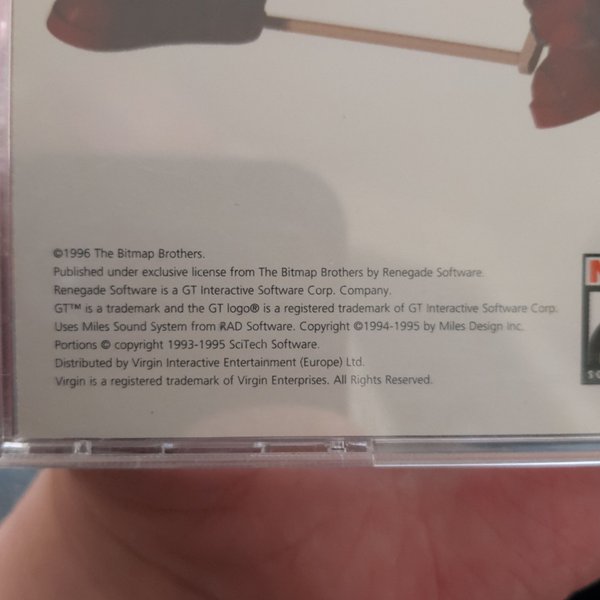 ©1996 The Bitmap Brothers.
Published under exclusive license from The Bitmap Brothers by Renegade Software.
Renegade Software is a GT Interactive Software Corp. Company.
GT™ is a trademark and the GT logo® is a registered trademark of GT Interactive Software Corp.
Uses Miles Sound System from RAD Software. Copyright ©1994-1995 by Miles Design Inc.
Portions © copyright 1993-1995 SciTech Software.
Distributed by Virgin Interactive Entertainment (Europe) Ltd.
Virgin is a registered trademark of Virgin Enterprises. All Rights Reserved.